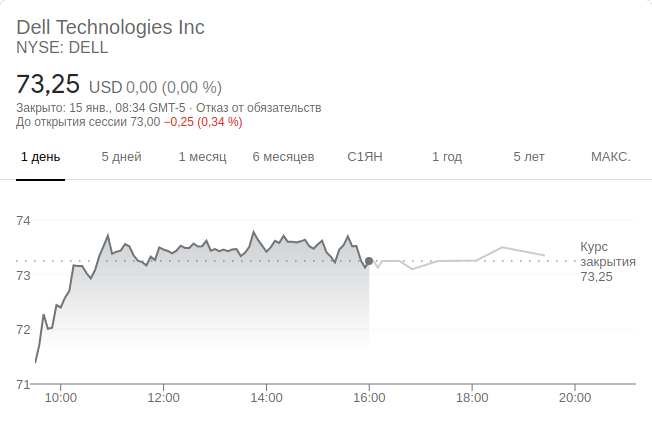 Dell Technologies Inc
NYSE: DELL
73,25 USD 0,00 (0,00 %)
Закрыто: 15 янв., 08:34 GMT-5 · Отказ от обязательств
До открытия сессии 73,00 −0,25 (0,34 %)
1 день 5 дней 1 месяц 6 месяцев С1ЯН 1 год 5 лет МАКС.
74
Курс
закрытия
73,25
73
72
71
10:00 12:00 14:00 16:00 18:00 20:00